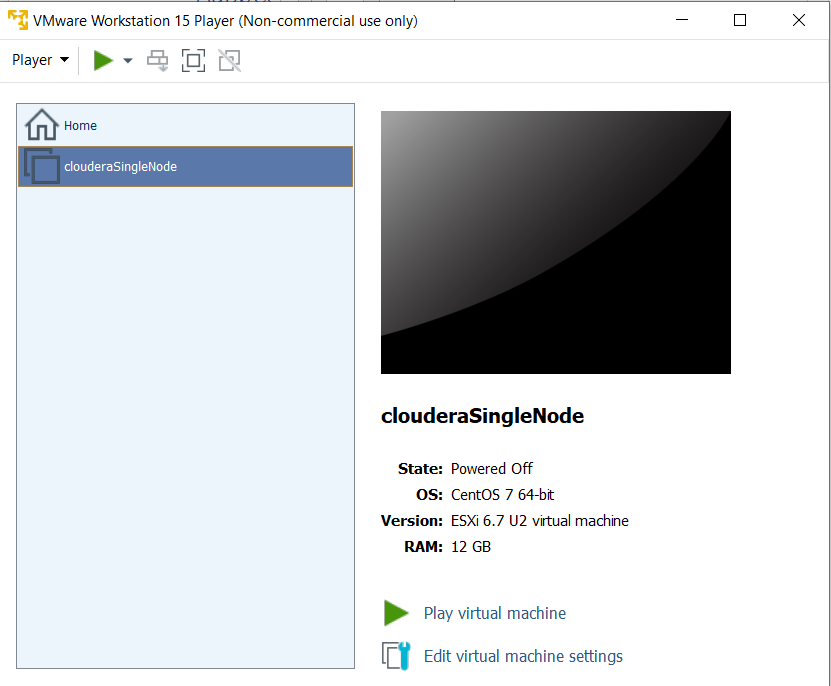 VMware Workstation 15 Player (Non-commercial use only)
Player
Home
clouderaSingleNode
clouderaSingleNode
State: Powered Off
OS: CentOS 7 64-bit
Version: ESXi 6.7 U2 virtual machine
RAM: 12 GB
Play virtual machine
Edit virtual machine settings